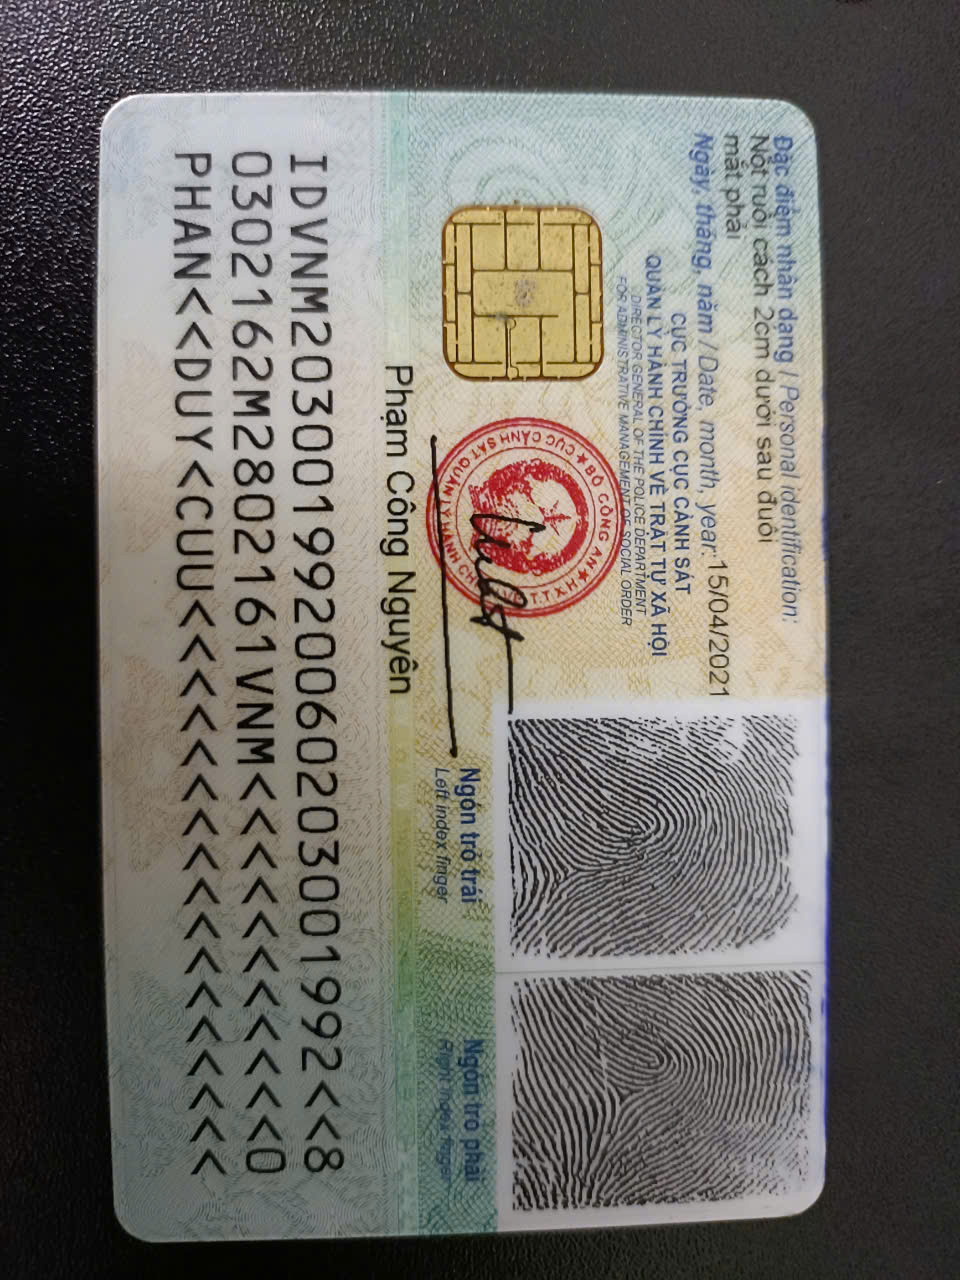 Đặc điểm nhân dạng / Personal identification:
Nốt ruồi cách 2cm dưới sau đuôi
mắt phải
Ngày, tháng, năm / Date, month, year: 15/04/2021
CỤC TRƯỞNG CỤC CẢNH SÁT
QUẢN LÝ HÀNH CHÍNH VỀ TRẬT TỰ XÃ HỘI
DIRECTOR GENERAL OF THE POLICE DEPARTMENT
FOR ADMINISTRATIVE MANAGEMENT OF SOCIAL ORDER
BỘ CÔNG AN
CỤC CẢNH SÁT QUẢN LÝ HÀNH CH
Ngón trỏ trái
Left index finger
Ngón trỏ phải
Right index finger
Phạm Công Nguyên
IDVNM2030019920060203001992<<8
0302162M2802161VNM<<<<<<<<<<<0
PHAN<<DUY<CUU<<<<<<<<<<<<<<<<<